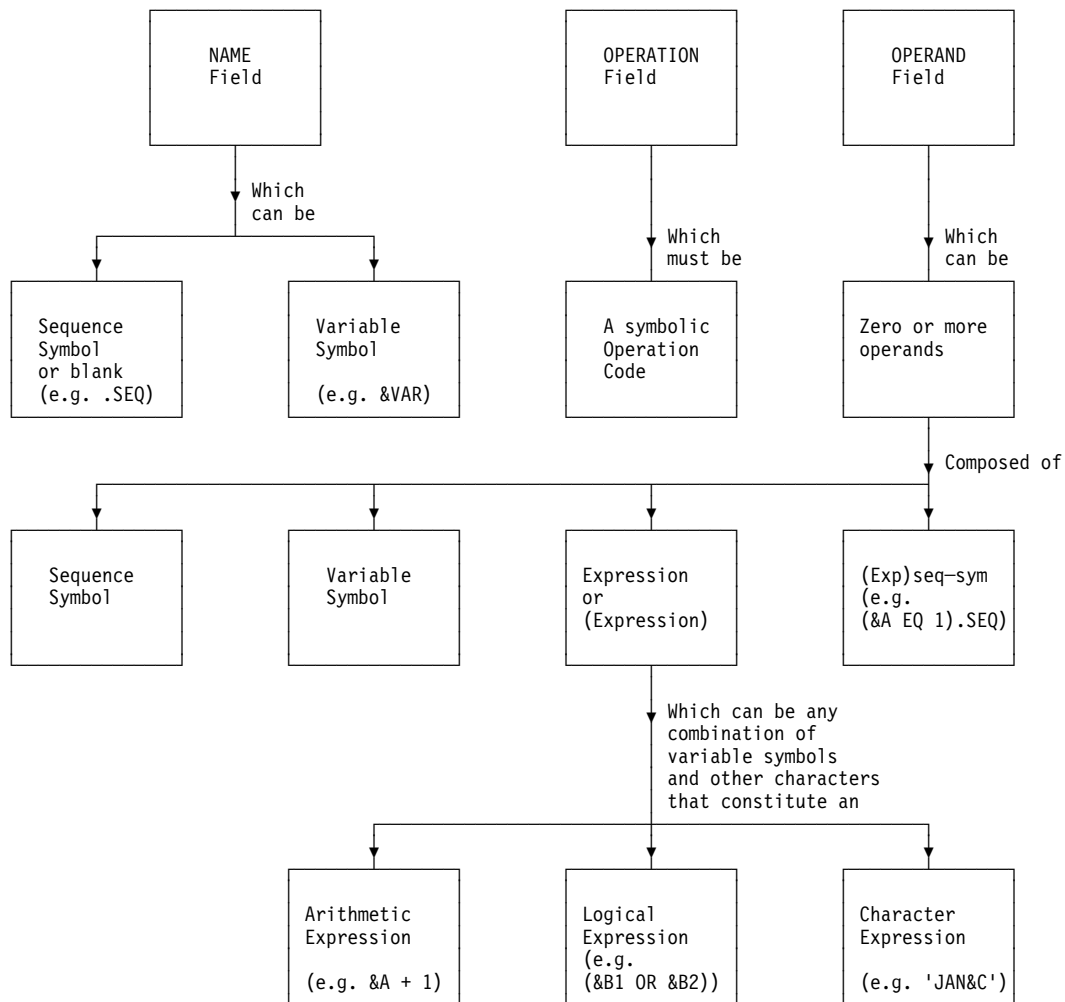 NAME
Field
OPERATION
Field
OPERAND
Field
Which
can be
Which
must be
Which
can be
Sequence
Symbol
or blank
(e.g. .SEQ)
Variable
Symbol
(e.g. &VAR)
A symbolic
Operation
Code
Zero or more
operands
Composed of
Sequence
Symbol
Variable
Symbol
Expression
or
(Expression)
(Exp)seq—sym
(e.g.
(&A EQ 1).SEQ)
Which can be any
combination of
variable symbols
and other characters
that constitute an
Arithmetic
Expression
(e.g. &A + 1)
Logical
Expression
(e.g.
(&B1 OR &B2))
Character
Expression
(e.g. 'JAN&C')